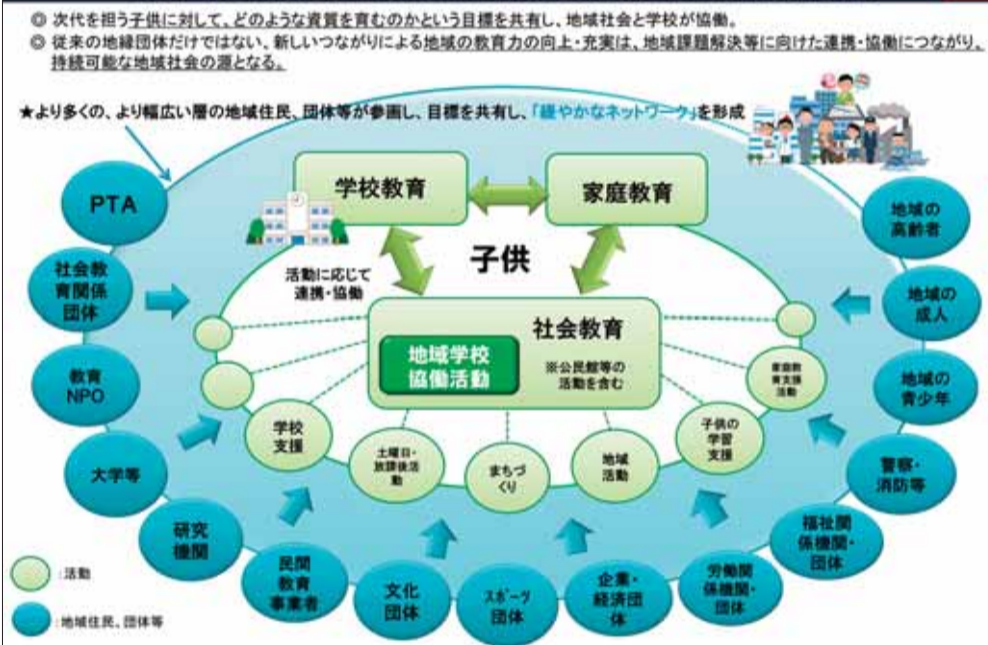 ◎ 次代を担う子供に対して、どのような資質を育むのかという目標を共有し、地域社会と学校が協働。
◎ 従来の地縁団体だけではない、新しいつながりによる地域の教育力の向上・充実は、地域課題解決等に向けた連携・協働につながり、
持続可能な地域社会の源となる。
★より多くの、より幅広い層の地域住民、団体等が参画し、目標を共有し、「緩やかなネットワーク」を形成
学校教育
家庭教育
PTA
地域の
高齢者
子供
社会教
育関係
団体
活動に応じて
連携・協働
地域の
成人
社会教育
地域学校
協働活動
※公民館等の
活動を含む
教育
NPO
家庭教
育支援
活動
地域の
青少年
学校
支援
土曜日・
放課後活
動
まちづ
くり
地域
活動
子供の
学習
支援
大学等
警察・
消防等
研究
機関
福祉関
係機関・
団体
民間
教育
事業者
文化
団体
スポーツ
団体
企業・
経済団
体
労働関
係機関・
団体
:活動
:地域住民、団体等